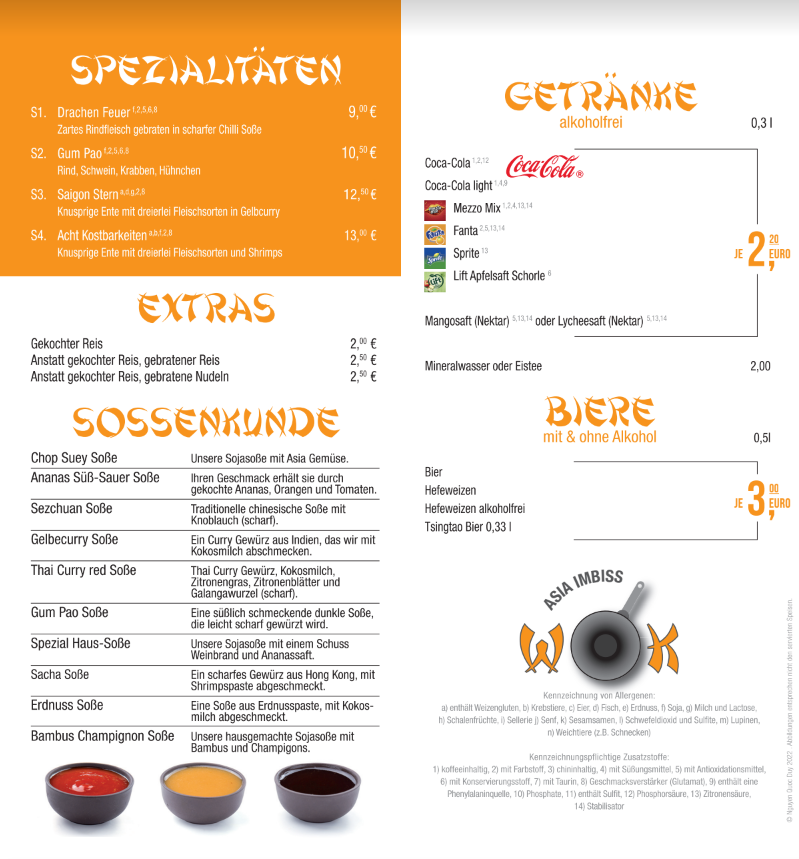 SPEZIALITÄTEN
S1. Drachen Feuer f,2,5,6,8 9,00 €
Zartes Rindfleisch gebraten in scharfer Chilli Soße
S2. Gum Pao f,2,5,6,8 10,50 €
Rind, Schwein, Krabben, Hühnchen
S3. Saigon Stern a,d,g,2,8 12,50 €
Knusprige Ente mit dreierlei Fleischsorten in Gelbcurry
S4. Acht Kostbarkeiten a,b,f,2,8 13,00 €
Knusprige Ente mit dreierlei Fleischsorten und Shrimps
EXTRAS
Gekochter Reis 2,00 €
Anstatt gekochter Reis, gebratener Reis 2,50 €
Anstatt gekochter Reis, gebratene Nudeln 2,50 €
SOSSENKUNDE
Chop Suey Soße Unsere Sojasoße mit Asia Gemüse.
Ananas Süß-Sauer Soße Ihren Geschmack erhält sie durch
gekochte Ananas, Orangen und Tomaten.
Sezchuan Soße Traditionelle chinesische Soße mit
Knoblauch (scharf).
Gelbecurry Soße Ein Curry Gewürz aus Indien, das wir mit
Kokosmilch abschmecken.
Thai Curry red Soße Thai Curry Gewürz, Kokosmilch,
Zitronengras, Zitronenblätter und
Galangawurzel (scharf).
Gum Pao Soße Eine süßlich schmeckende dunkle Soße,
die leicht scharf gewürzt wird.
Spezial Haus-Soße Unsere Sojasoße mit einem Schuss
Weinbrand und Ananassaft.
Sacha Soße Ein scharfes Gewürz aus Hong Kong, mit
Shrimpspaste abgeschmeckt.
Erdnuss Soße Eine Soße aus Erdnusspaste, mit Kokos-
milch abgeschmeckt.
Bambus Champignon Soße Unsere hausgemachte Sojasoße mit
Bambus und Champigons.
GETRÄNKE
alkoholfrei 0,3 l
Coca-Cola 1,2,12 Coca-Cola ®
Coca-Cola light 1,4,9
Mezzo Mix 1,2,4,13,14
Fanta 2,5,13,14
Sprite 13
Lift Apfelsaft Schorle 6
JE 2,20 EURO
Mangosaft (Nektar) 5,13,14 oder Lycheesaft (Nektar) 5,13,14
Mineralwasser oder Eistee 2,00
BIERE
mit & ohne Alkohol 0,5l
Bier
Hefeweizen
Hefeweizen alkoholfrei
Tsingtao Bier 0,33 l
JE 3,00 EURO
ASIA IMBISS
WOK
Kennzeichnung von Allergenen:
a) enthält Weizengluten, b) Krebstiere, c) Eier, d) Fisch, e) Erdnuss, f) Soja, g) Milch und Lactose,
h) Schalenfrüchte, i) Sellerie j) Senf, k) Sesamsamen, l) Schwefeldioxid und Sulfite, m) Lupinen,
n) Weichtiere (z.B. Schnecken)
Kennzeichnungspflichtige Zusatzstoffe:
1) koffeeinhaltig, 2) mit Farbstoff, 3) chininhaltig, 4) mit Süßungsmittel, 5) mit Antioxidationsmittel,
6) mit Konservierungsstoff, 7) mit Taurin, 8) Geschmacksverstärker (Glutamat), 9) enthält eine
Phenylalaninquelle, 10) Phosphate, 11) enthält Sulfit, 12) Phosphorsäure, 13) Zitronensäure,
14) Stabilisator
© Nguyen Quoc Duy 2022 · Abbildungen entsprechen nicht den servierten Speisen.